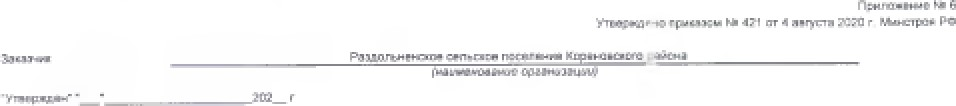 Приложение № 6
Утверждено приказом № 421 от 4 августа 2020 г. Минстроя РФ
Заказчик Раздольненское сельское поселение Кореновского района
(наименование организации)
"Утвержден" "___"____________________202__ г